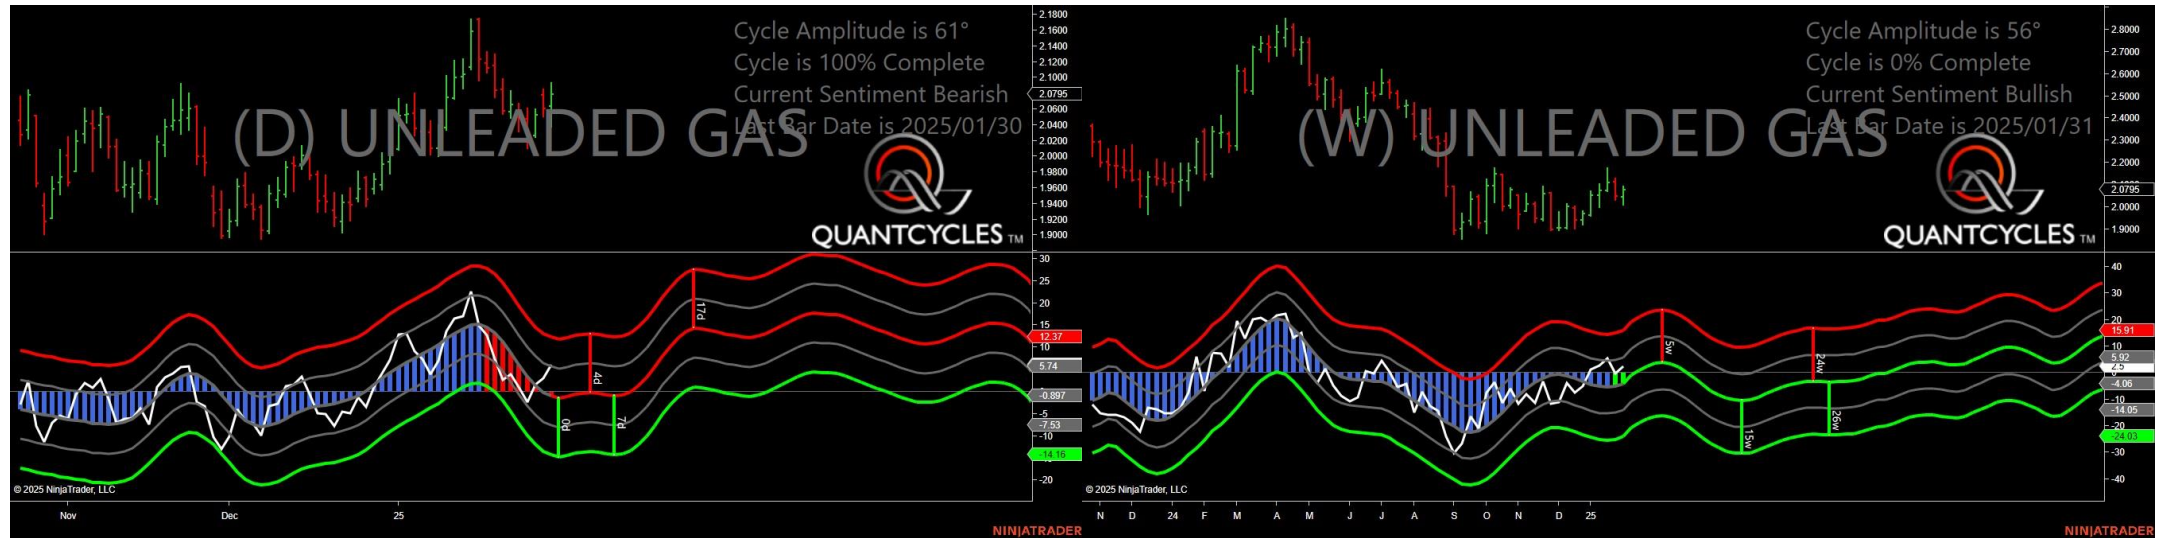 Cycle Amplitude is 61°
Cycle is 100% Complete
Current Sentiment Bearish
Last Bar Date is 2025/01/30
(D) UNLEADED GAS
QUANTCYCLES TM
2.1800
2.1600
2.1400
2.1200
2.1000
2.0795
2.0600
2.0400
2.0200
2.0000
1.9800
1.9600
1.9400
1.9200
1.9000
30
25
20
15
12.37
10
5.74
-0.897
-5
-7.53
-10
-14.16
-20
0d
4d
7d
17d
© 2025 NinjaTrader, LLC
Nov Dec 25
NINJATRADER
Cycle Amplitude is 56°
Cycle is 0% Complete
Current Sentiment Bullish
Last Bar Date is 2025/01/31
(W) UNLEADED GAS
QUANTCYCLES TM
2.8000
2.7000
2.6000
2.5000
2.4000
2.3000
2.2000
2.0795
2.0000
1.9000
40
30
20
15.91
10
5.92
2.5
-4.06
-10
-14.05
-20
-24.03
-30
-40
5w
15w
24w
26w
© 2025 NinjaTrader, LLC
N D 24 F M A M J J A S O N D 25
NINJATRADER